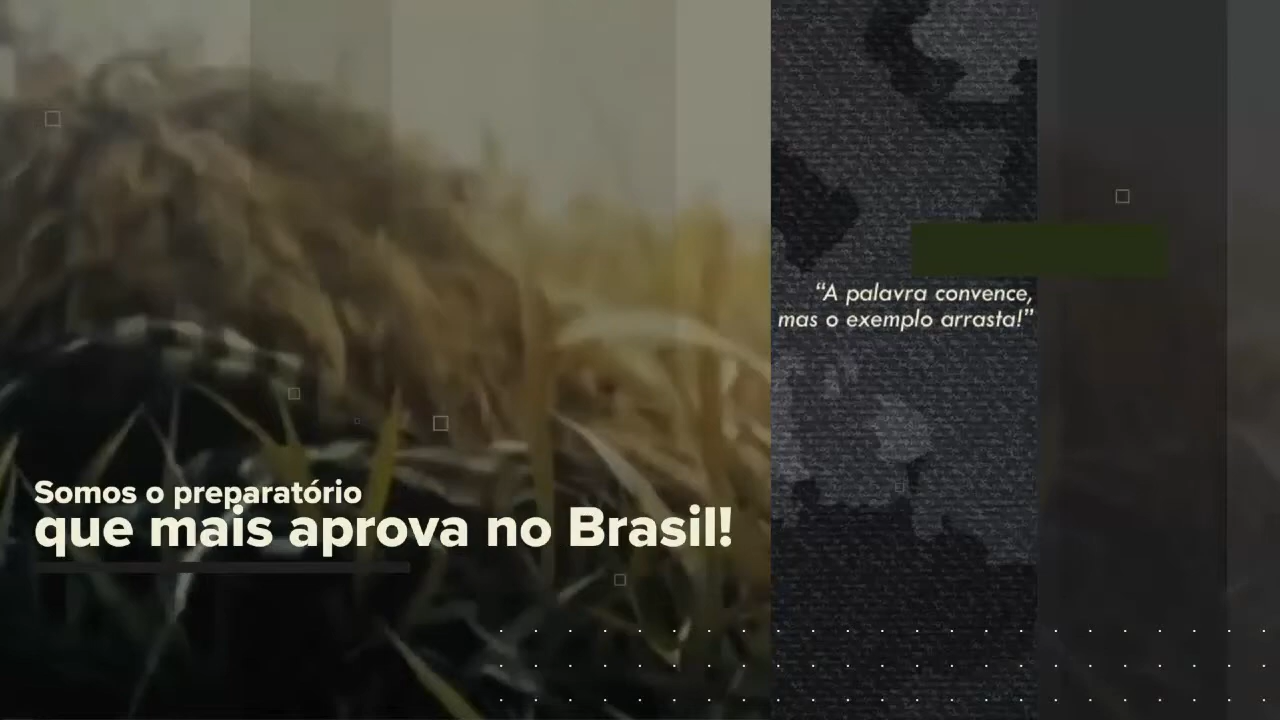 Somos o preparatório
que mais aprova no Brasil!
“A palavra convence,
mas o exemplo arrasta!”